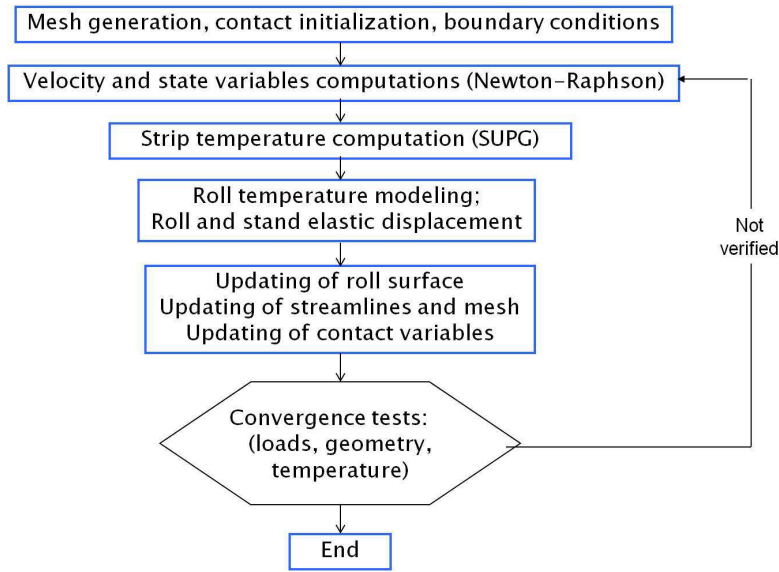 Mesh generation, contact initialization, boundary conditions
Velocity and state variables computations (Newton-Raphson)
Strip temperature computation (SUPG)
Roll temperature modeling;
Roll and stand elastic displacement
Updating of roll surface
Updating of streamlines and mesh
Updating of contact variables
Convergence tests:
(loads, geometry,
temperature)
Not
verified
End